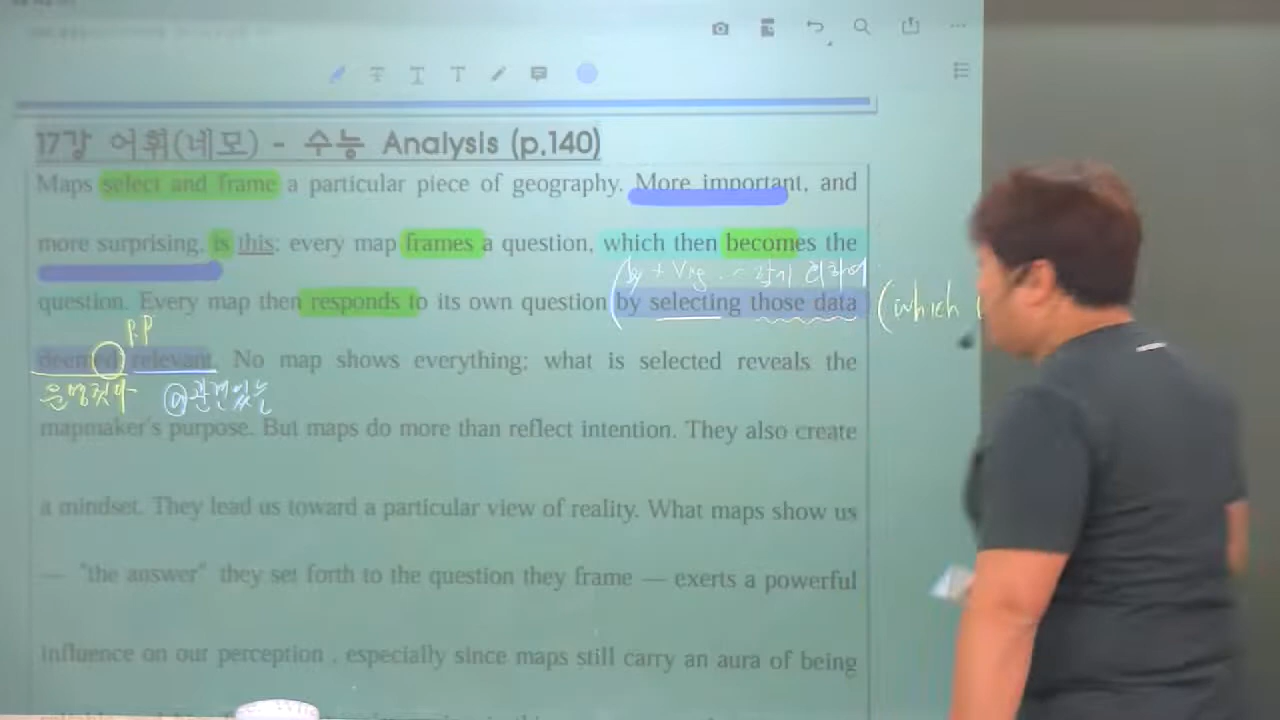 17강 어휘(네모) - 수능 Analysis (p.140)
Maps select and frame a particular piece of geography. More important, and
more surprising, is this: every map frames a question, which then becomes the
by + Ving
question. Every map then responds to its own question (by selecting those data (which
P.P
deemed relevant. No map shows everything; what is selected reveals the
ⓐ관련있는
mapmaker's purpose. But maps do more than reflect intention. They also create
a mindset. They lead us toward a particular view of reality. What maps show us
— "the answer" they set forth to the question they frame — exerts a powerful
influence on our perception , especially since maps still carry an aura of being